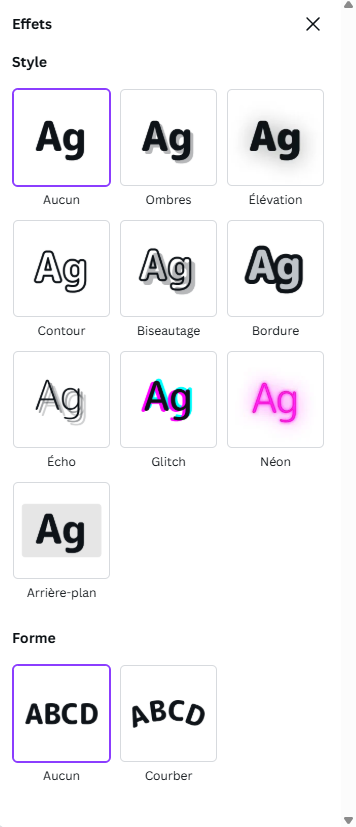 Effets
Style
Ag Ag Ag
Aucun Ombres Élévation
Ag Ag Ag
Contour Biseautage Bordure
Ag Ag Ag
Écho Glitch Néon
Ag
Arrière-plan
Forme
ABCD ABCD
Aucun Courber